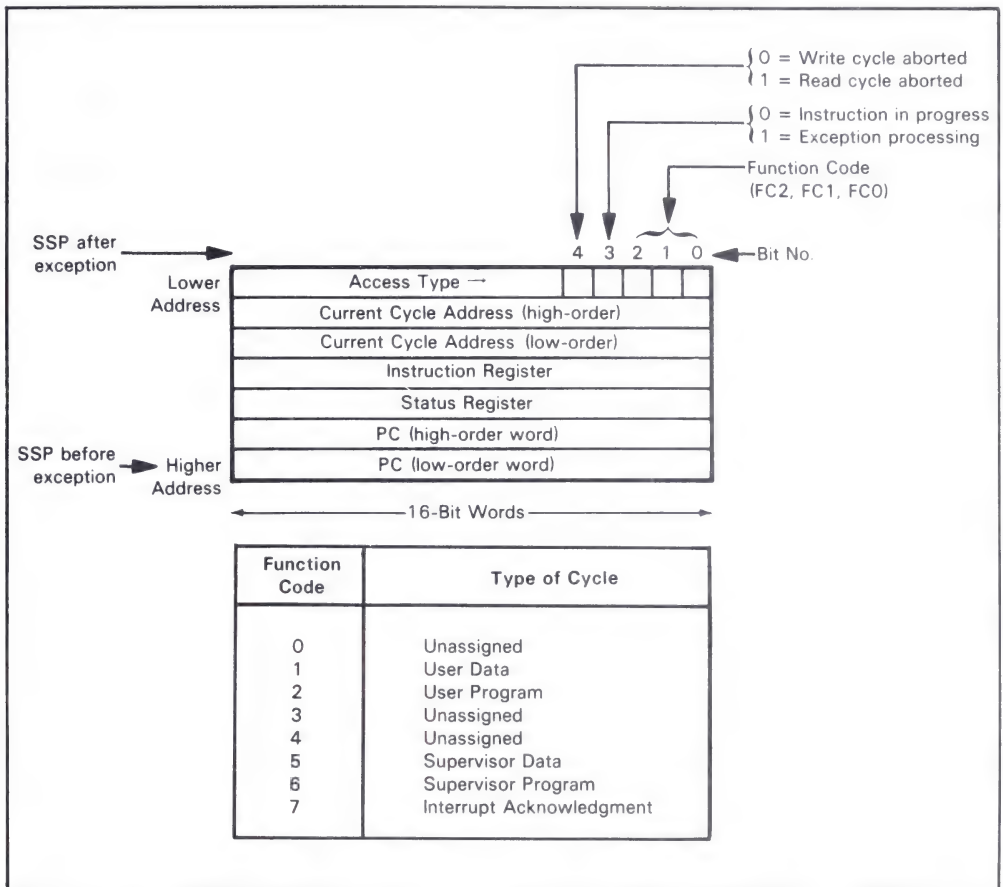 0 = Write cycle aborted
1 = Read cycle aborted
0 = Instruction in progress
1 = Exception processing
Function Code
(FC2, FC1, FC0)
SSP after
exception
4 3 2 1 0
Bit No.
Lower
Address
Access Type →
Current Cycle Address (high-order)
Current Cycle Address (low-order)
Instruction Register
Status Register
PC (high-order word)
SSP before
exception
Higher
Address
PC (low-order word)
16-Bit Words
Function
Code
Type of Cycle
0 Unassigned
1 User Data
2 User Program
3 Unassigned
4 Unassigned
5 Supervisor Data
6 Supervisor Program
7 Interrupt Acknowledgment